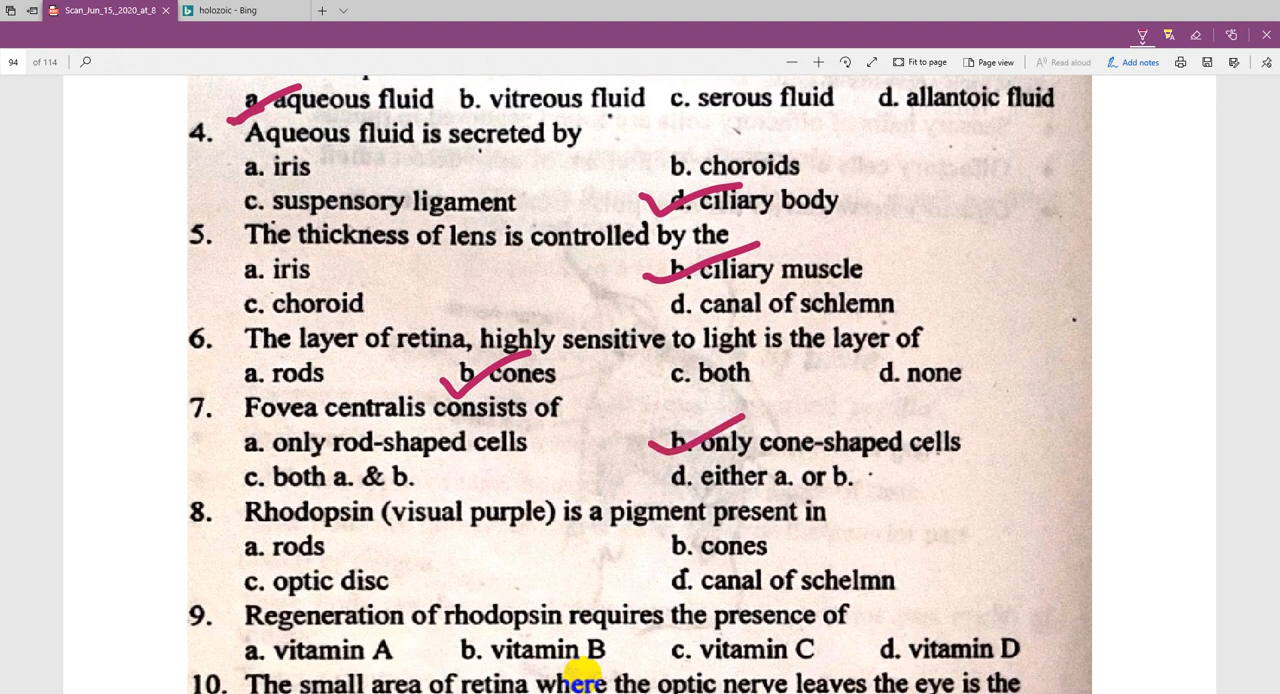 Scan_Jun_15,_2020_at_8
holozoic - Bing
94 of 114
Fit to page Page view Read aloud Add notes
a. aqueous fluid b. vitreous fluid c. serous fluid d. allantoic fluid
4. Aqueous fluid is secreted by
a. iris b. choroids
c. suspensory ligament d. ciliary body
5. The thickness of lens is controlled by the
a. iris b. ciliary muscle
c. choroid d. canal of schlemn
6. The layer of retina, highly sensitive to light is the layer of
a. rods b. cones c. both d. none
7. Fovea centralis consists of
a. only rod-shaped cells b. only cone-shaped cells
c. both a. & b. d. either a. or b.
8. Rhodopsin (visual purple) is a pigment present in
a. rods b. cones
c. optic disc d. canal of schelmn
9. Regeneration of rhodopsin requires the presence of
a. vitamin A b. vitamin B c. vitamin C d. vitamin D
10. The small area of retina where the optic nerve leaves the eye is the